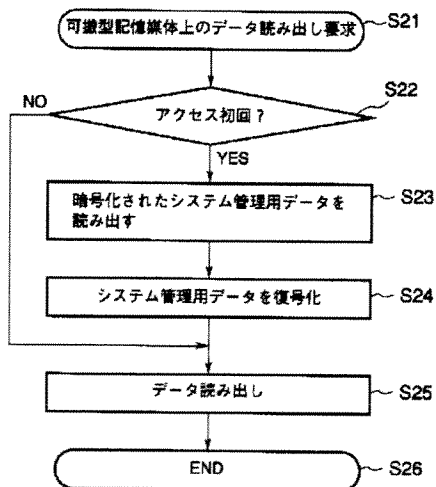 可搬型記憶媒体上のデータ読み出し要求
S21
アクセス初回？
S22
NO
YES
暗号化されたシステム管理用データを
読み出す
S23
システム管理用データを復号化
S24
データ読み出し
S25
END
S26